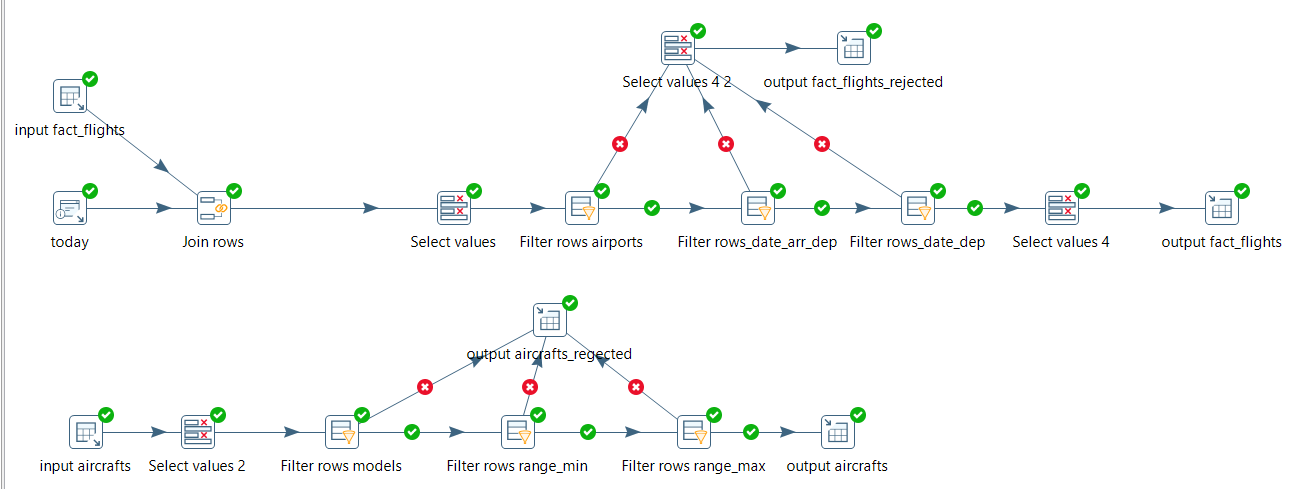 Select values 4 2
output fact_flights_rejected
input fact_flights
today
Join rows
Select values
Filter rows airports
Filter rows_date_arr_dep
Filter rows_date_dep
Select values 4
output fact_flights
output aircrafts_regected
input aircrafts
Select values 2
Filter rows models
Filter rows range_min
Filter rows range_max
output aircrafts